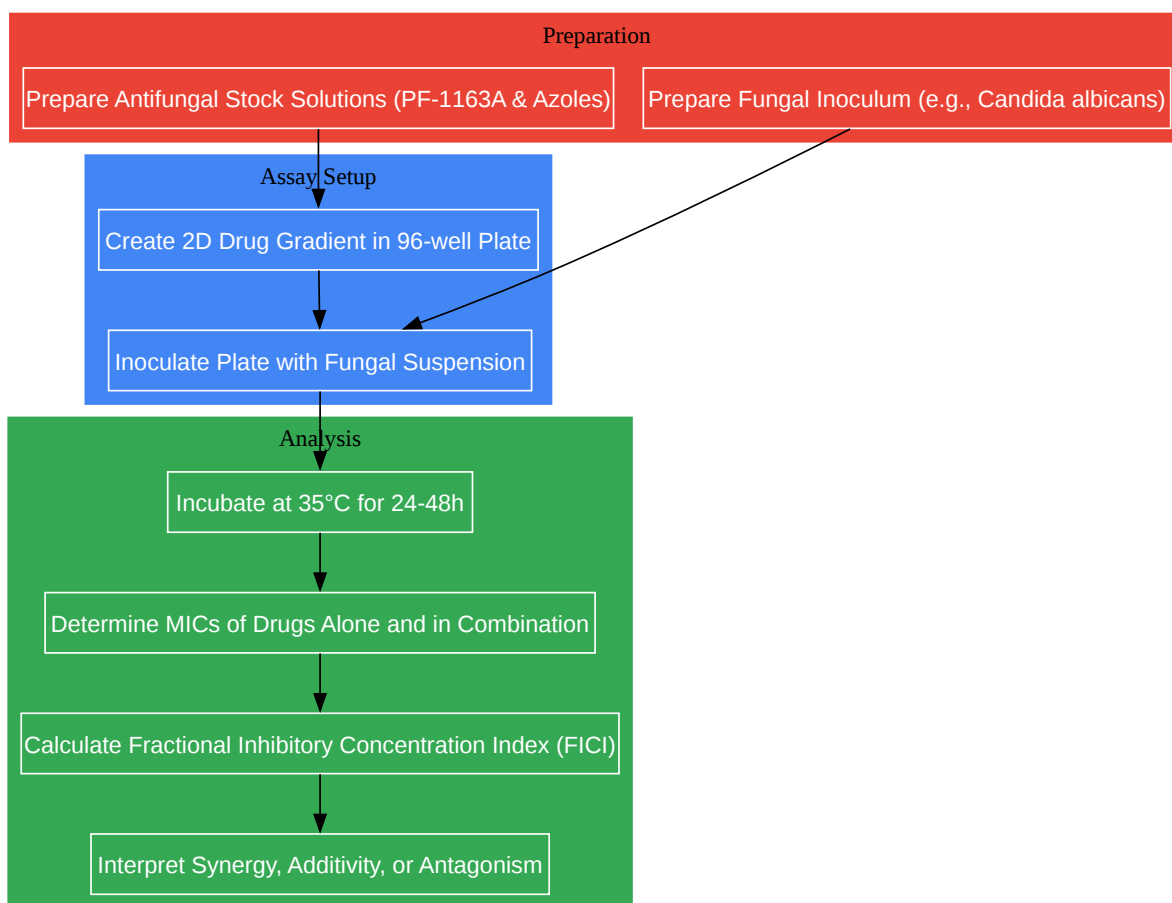 Preparation
Prepare Antifungal Stock Solutions (PF-1163A & Azoles)
Prepare Fungal Inoculum (e.g., Candida albicans)
Assay Setup
Create 2D Drug Gradient in 96-well Plate
Inoculate Plate with Fungal Suspension
Analysis
Incubate at 35°C for 24-48h
Determine MICs of Drugs Alone and in Combination
Calculate Fractional Inhibitory Concentration Index (FICI)
Interpret Synergy, Additivity, or Antagonism